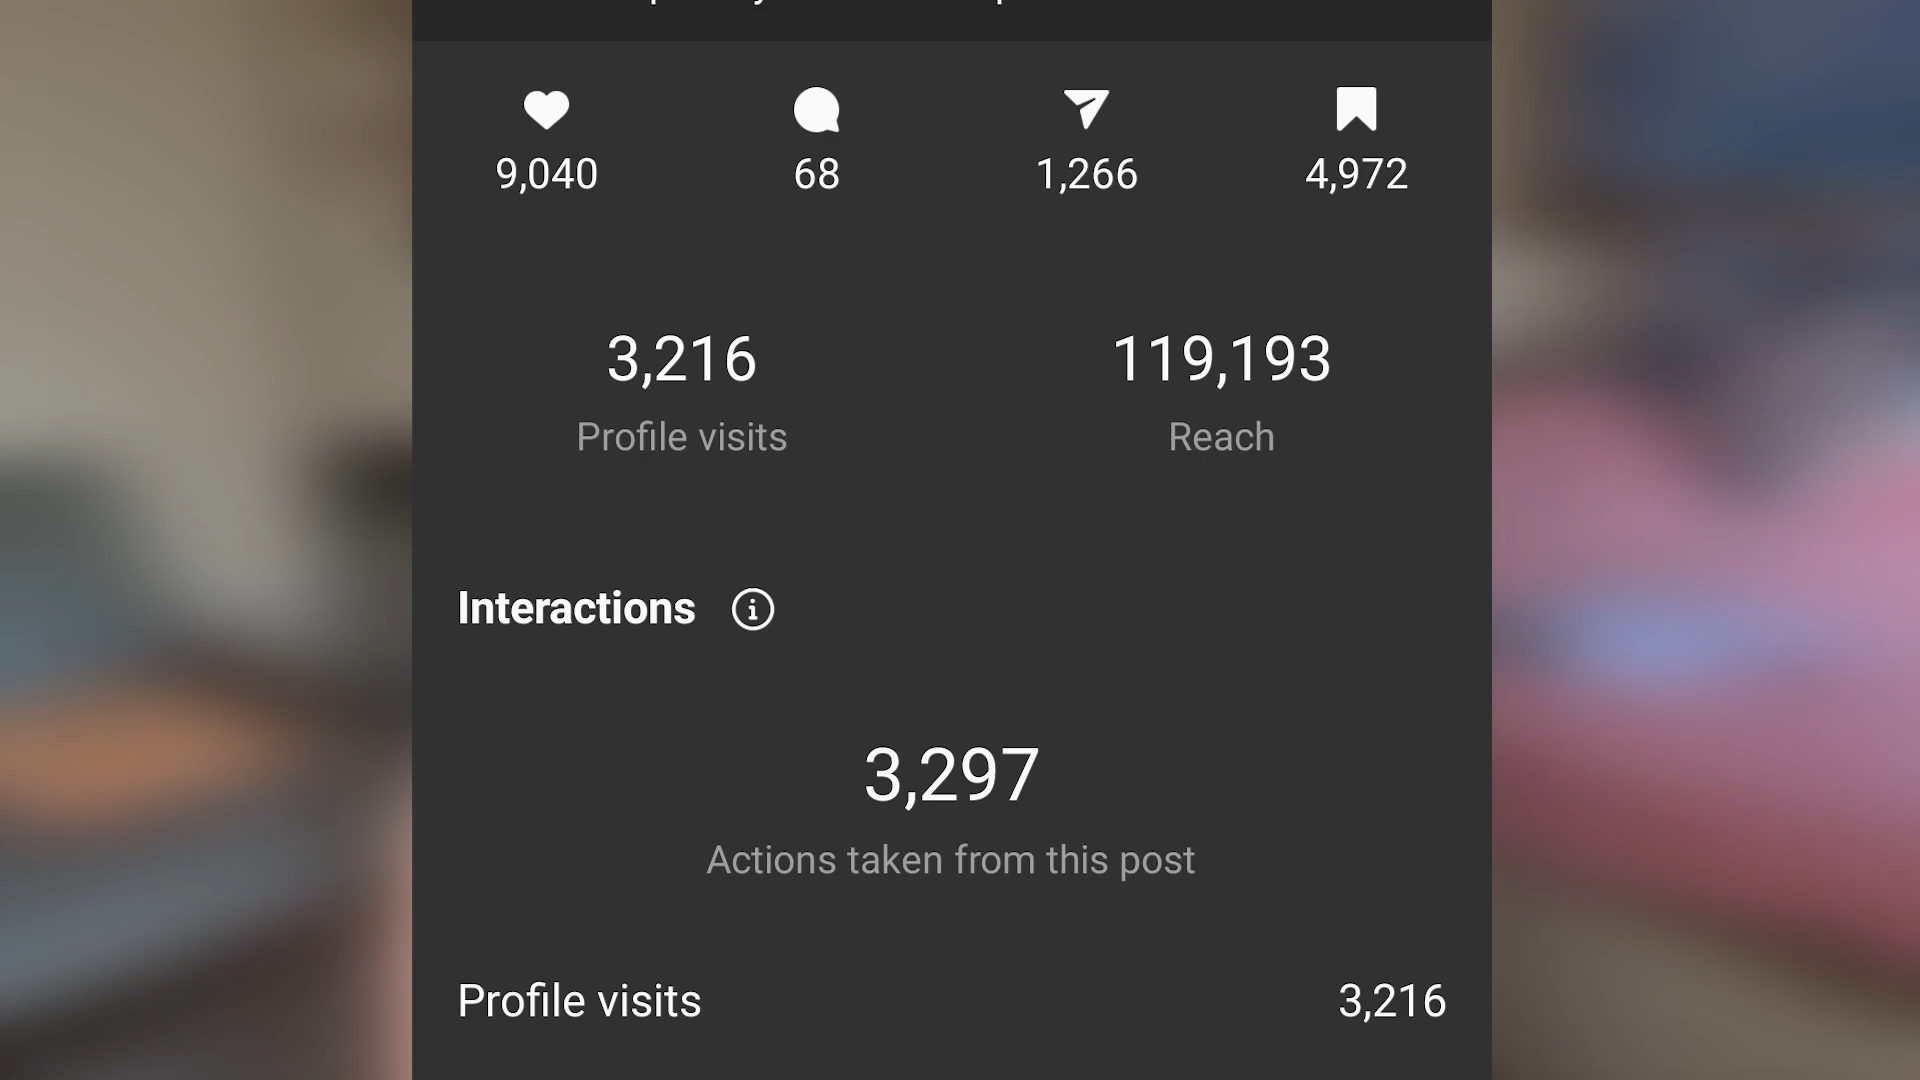 9,040 68 1,266 4,972
3,216 119,193
Profile visits Reach
Interactions
3,297
Actions taken from this post
Profile visits 3,216